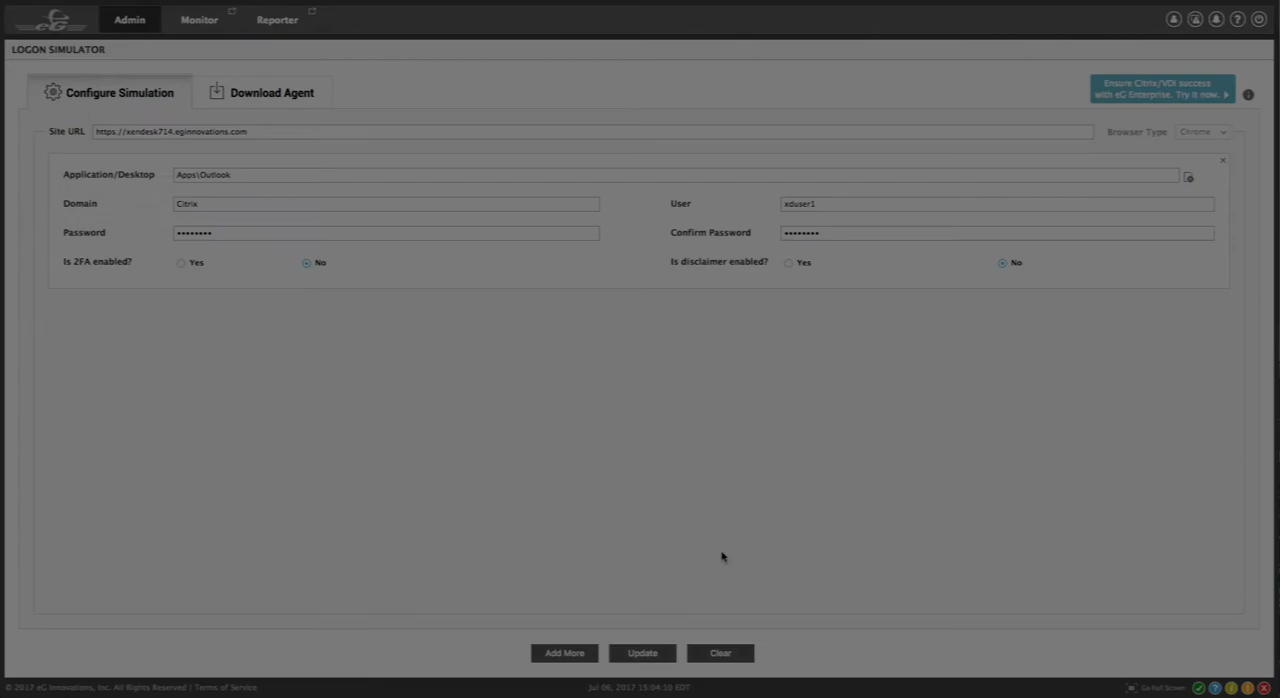 eG
Admin
Monitor
Reporter
LOGON SIMULATOR
Configure Simulation
Download Agent
Ensure Citrix/VDI success
with eG Enterprise. Try it now.
Site URL
https://xendesk714.eginnovations.com
Browser Type
Chrome
Application/Desktop
Apps\Outlook
Domain
Citrix
User
xduser1
Password
••••••••
Confirm Password
••••••••
Is 2FA enabled?
Yes
No
Is disclaimer enabled?
Yes
No
Add More
Update
Clear
© 2017 eG Innovations, Inc. All Rights Reserved | Terms of Service
Jul 06, 2017 15:04:10 EDT
Go Full Screen